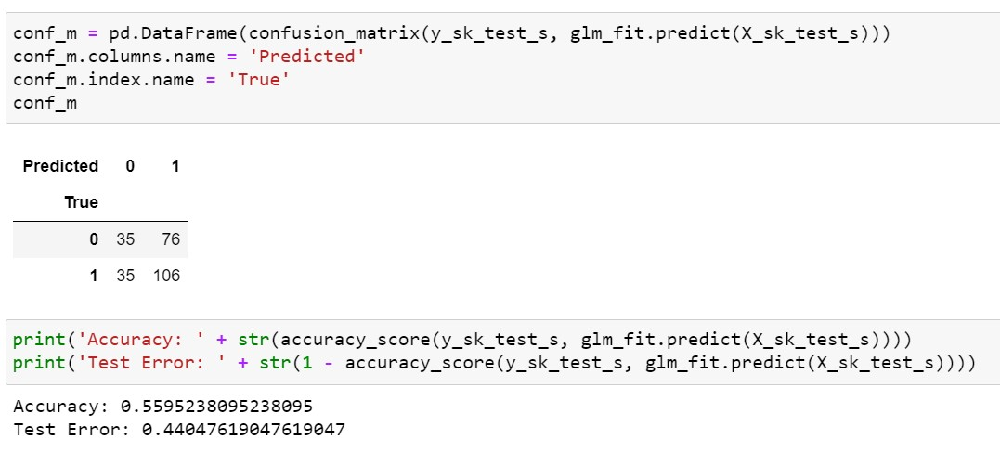 conf_m = pd.DataFrame(confusion_matrix(y_sk_test_s, glm_fit.predict(X_sk_test_s)))
conf_m.columns.name = 'Predicted'
conf_m.index.name = 'True'
conf_m
Predicted 0 1
True
0 35 76
1 35 106
print('Accuracy: ' + str(accuracy_score(y_sk_test_s, glm_fit.predict(X_sk_test_s))))
print('Test Error: ' + str(1 - accuracy_score(y_sk_test_s, glm_fit.predict(X_sk_test_s))))
Accuracy: 0.5595238095238095
Test Error: 0.44047619047619047